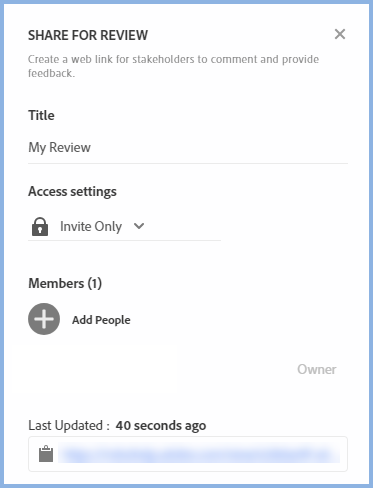 SHARE FOR REVIEW
Create a web link for stakeholders to comment and provide
feedback.
Title
My Review
Access settings
Invite Only
Members (1)
Add People
Owner
Last Updated : 40 seconds ago